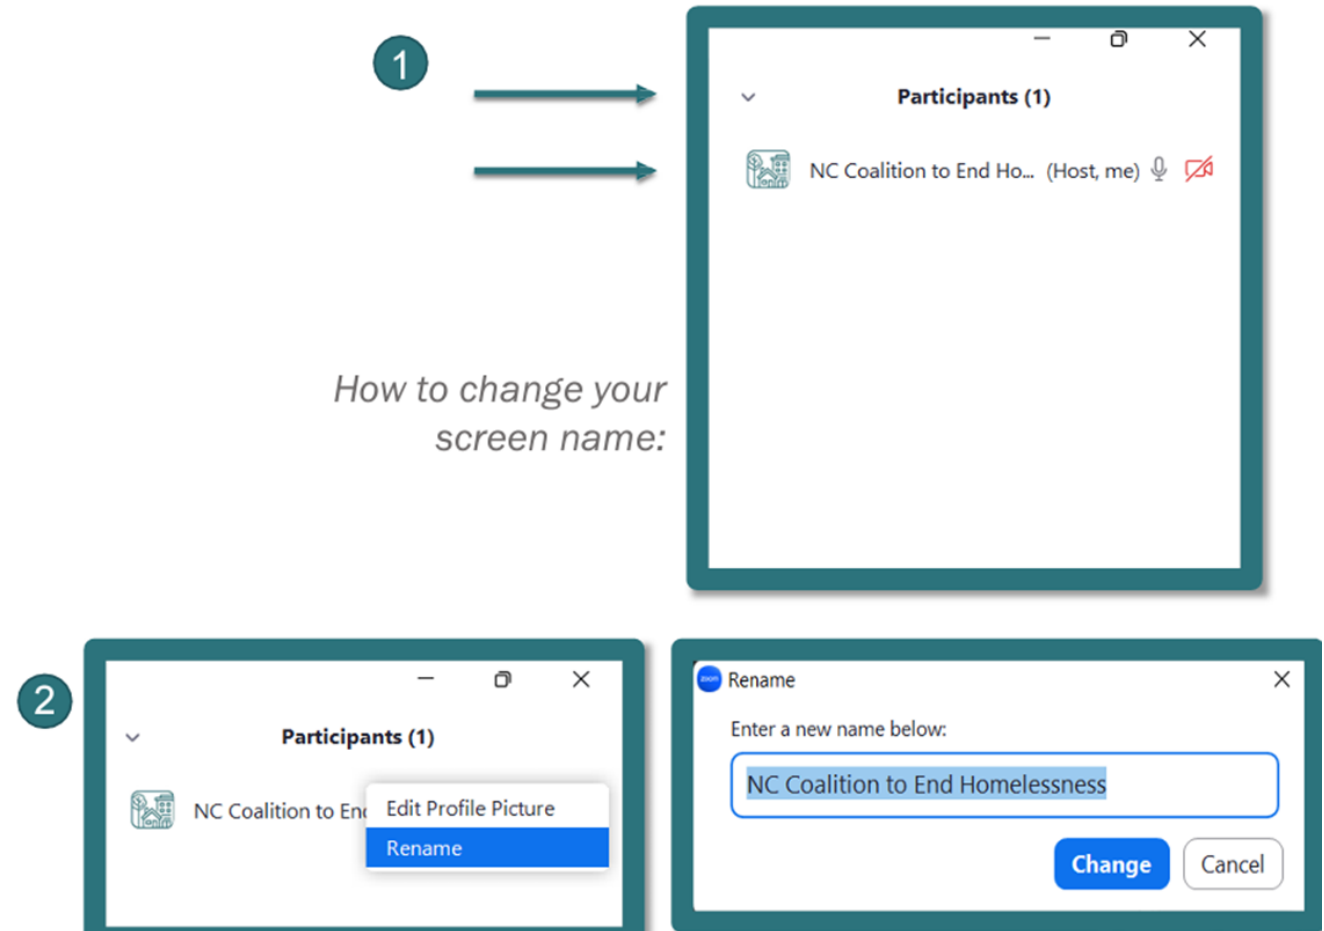 1
Participants (1)
NC Coalition to End Ho... (Host, me)
How to change your
screen name:
2
Participants (1)
NC Coalition to End
Edit Profile Picture
Rename
zoom Rename
Enter a new name below:
NC Coalition to End Homelessness
Change Cancel